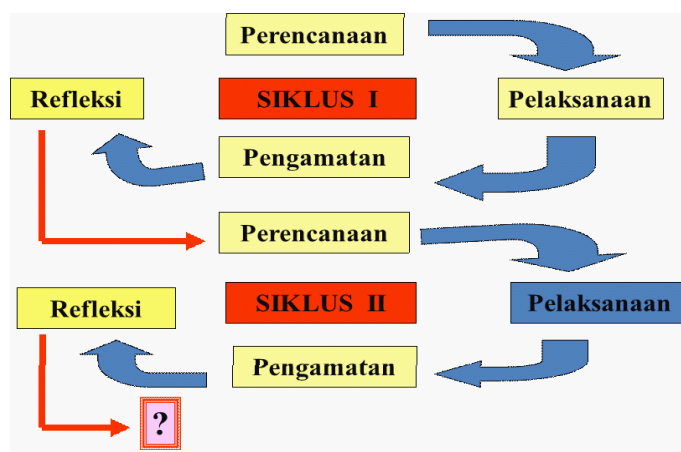 Perencanaan
Refleksi
SIKLUS I
Pelaksanaan
Pengamatan
Perencanaan
Refleksi
SIKLUS II
Pelaksanaan
Pengamatan
?